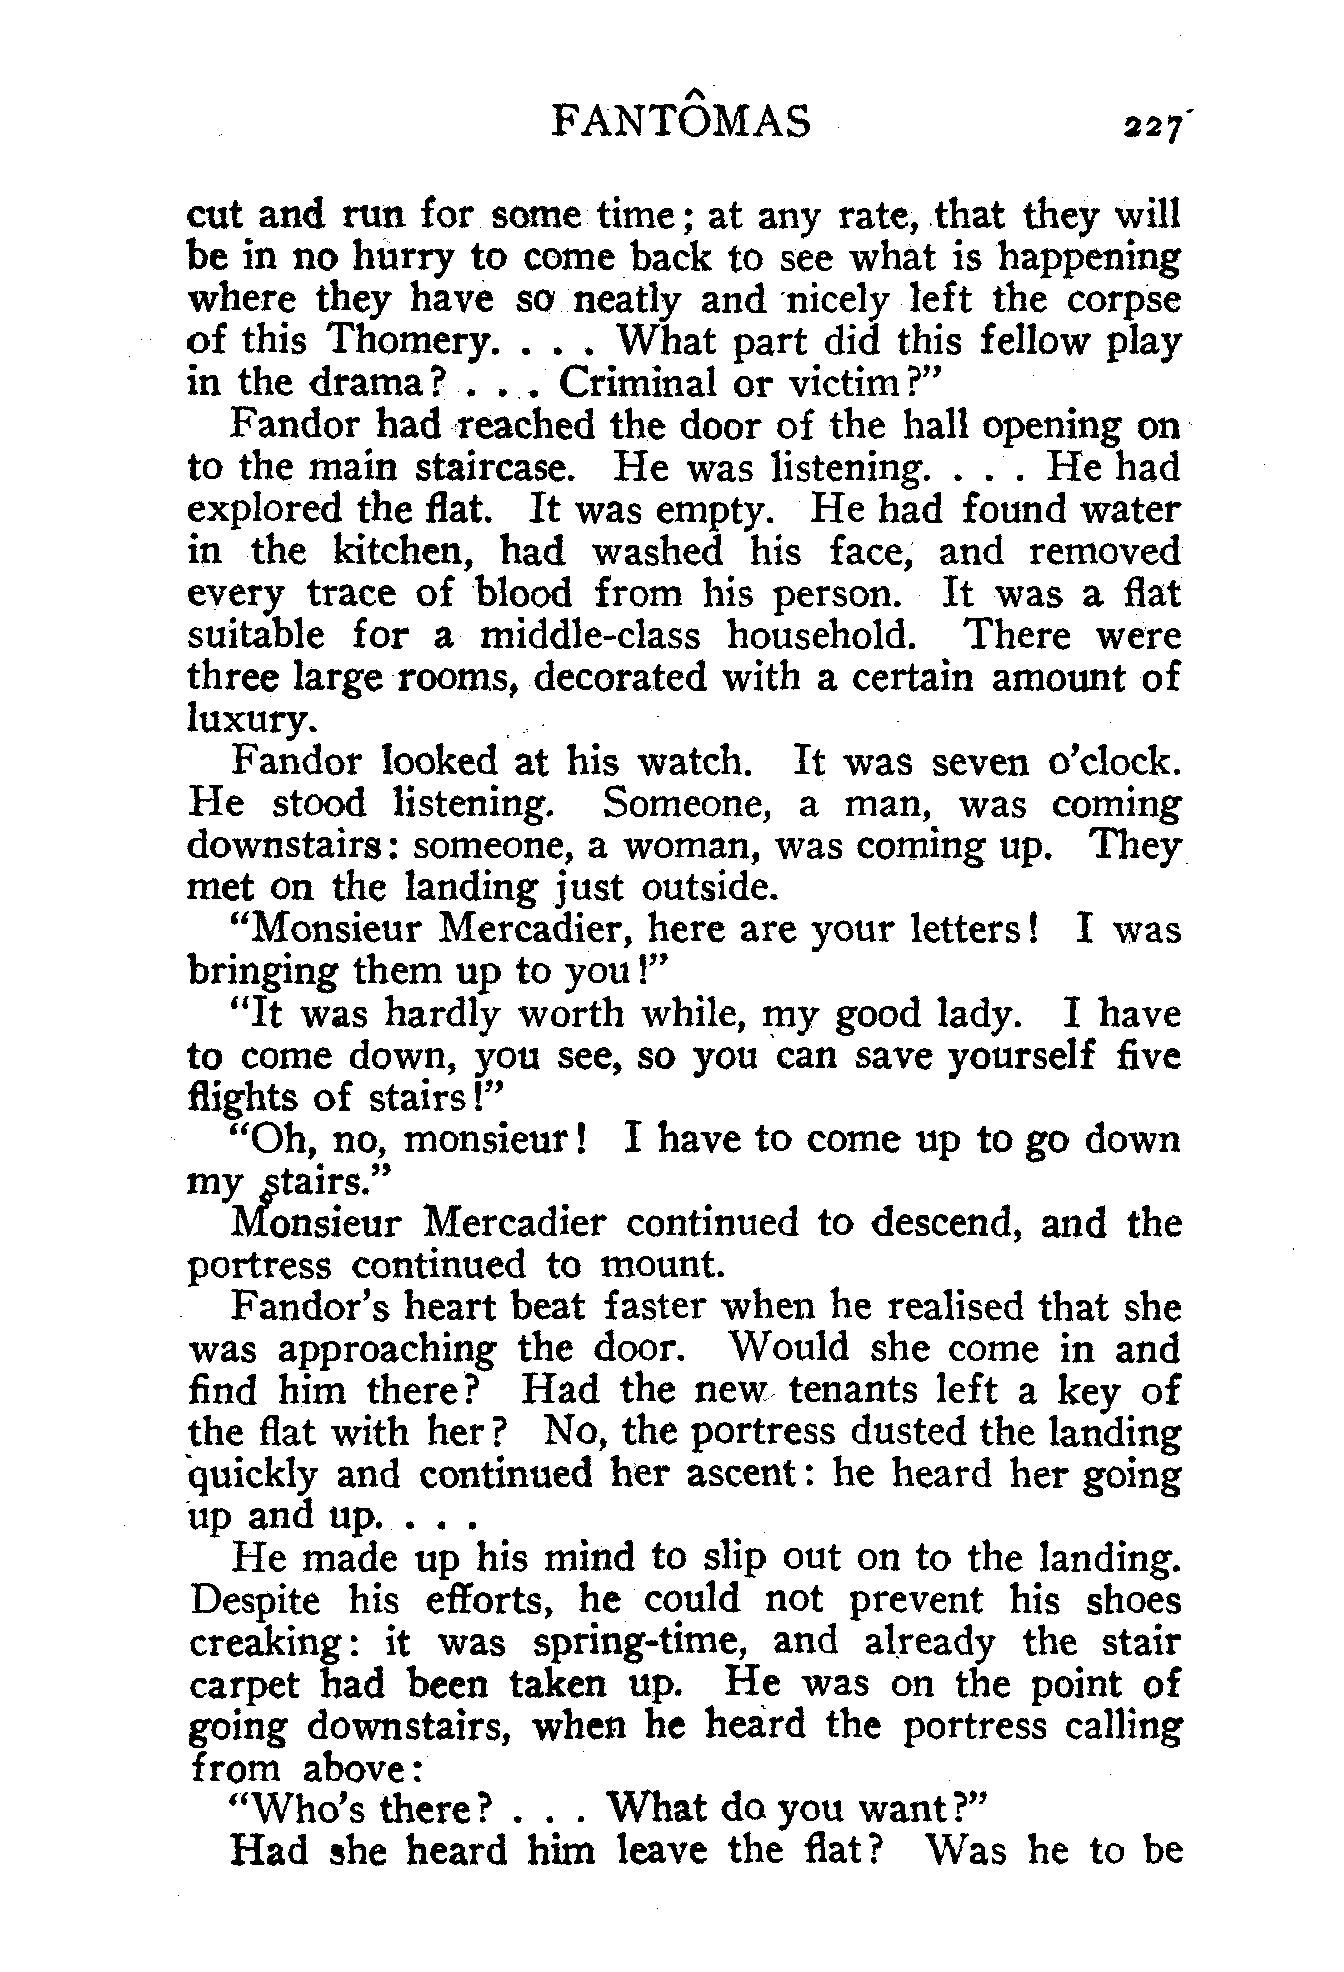 FANTÔMAS 227
cut and run for some time; at any rate, that they will
be in no hurry to come back to see what is happening
where they have so neatly and nicely left the corpse
of this Thomery. . . . What part did this fellow play
in the drama? . . . Criminal or victim?"
Fandor had reached the door of the hall opening on
to the main staircase. He was listening. . . . He had
explored the flat. It was empty. He had found water
in the kitchen, had washed his face, and removed
every trace of blood from his person. It was a flat
suitable for a middle-class household. There were
three large rooms, decorated with a certain amount of
luxury.
Fandor looked at his watch. It was seven o'clock.
He stood listening. Someone, a man, was coming
downstairs: someone, a woman, was coming up. They
met on the landing just outside.
"Monsieur Mercadier, here are your letters! I was
bringing them up to you!"
"It was hardly worth while, my good lady. I have
to come down, you see, so you can save yourself five
flights of stairs!"
"Oh, no, monsieur! I have to come up to go down
my stairs."
Monsieur Mercadier continued to descend, and the
portress continued to mount.
Fandor's heart beat faster when he realised that she
was approaching the door. Would she come in and
find him there? Had the new tenants left a key of
the flat with her? No, the portress dusted the landing
quickly and continued her ascent: he heard her going
up and up. . . .
He made up his mind to slip out on to the landing.
Despite his efforts, he could not prevent his shoes
creaking: it was spring-time, and already the stair
carpet had been taken up. He was on the point of
going downstairs, when he heard the portress calling
from above:
"Who's there? . . . What do you want?"
Had she heard him leave the flat? Was he to be